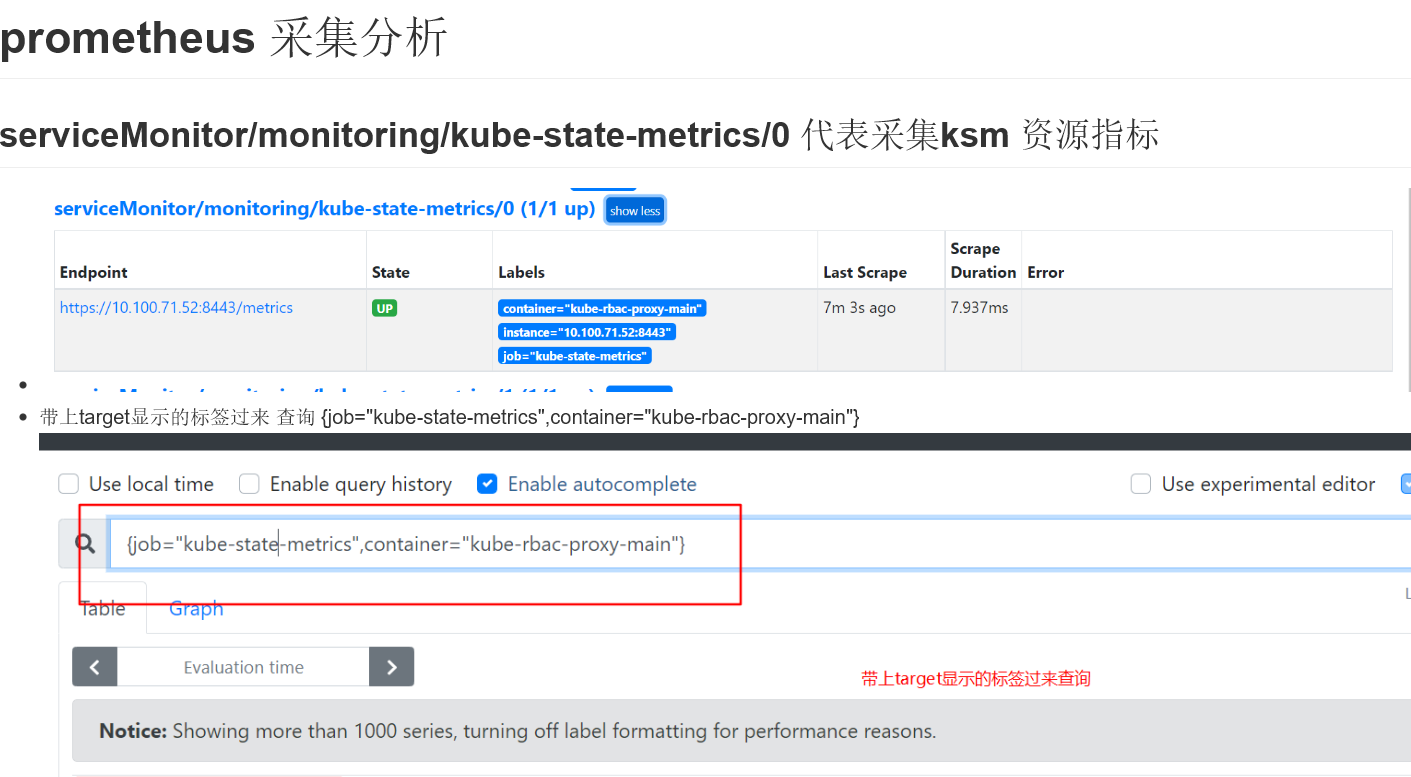 prometheus 采集分析
serviceMonitor/monitoring/kube-state-metrics/0 代表采集ksm 资源指标
serviceMonitor/monitoring/kube-state-metrics/0 (1/1 up) show less
Endpoint State Labels Last Scrape Scrape Duration Error
https://10.100.71.52:8443/metrics UP container="kube-rbac-proxy-main" 7m 3s ago 7.937ms
instance="10.100.71.52:8443"
job="kube-state-metrics"
带上target显示的标签过来 查询 {job="kube-state-metrics",container="kube-rbac-proxy-main"}
Use local time Enable query history Enable autocomplete Use experimental editor
{job="kube-state-metrics",container="kube-rbac-proxy-main"}
Table Graph
Evaluation time
带上target显示的标签过来查询
Notice: Showing more than 1000 series, turning off label formatting for performance reasons.